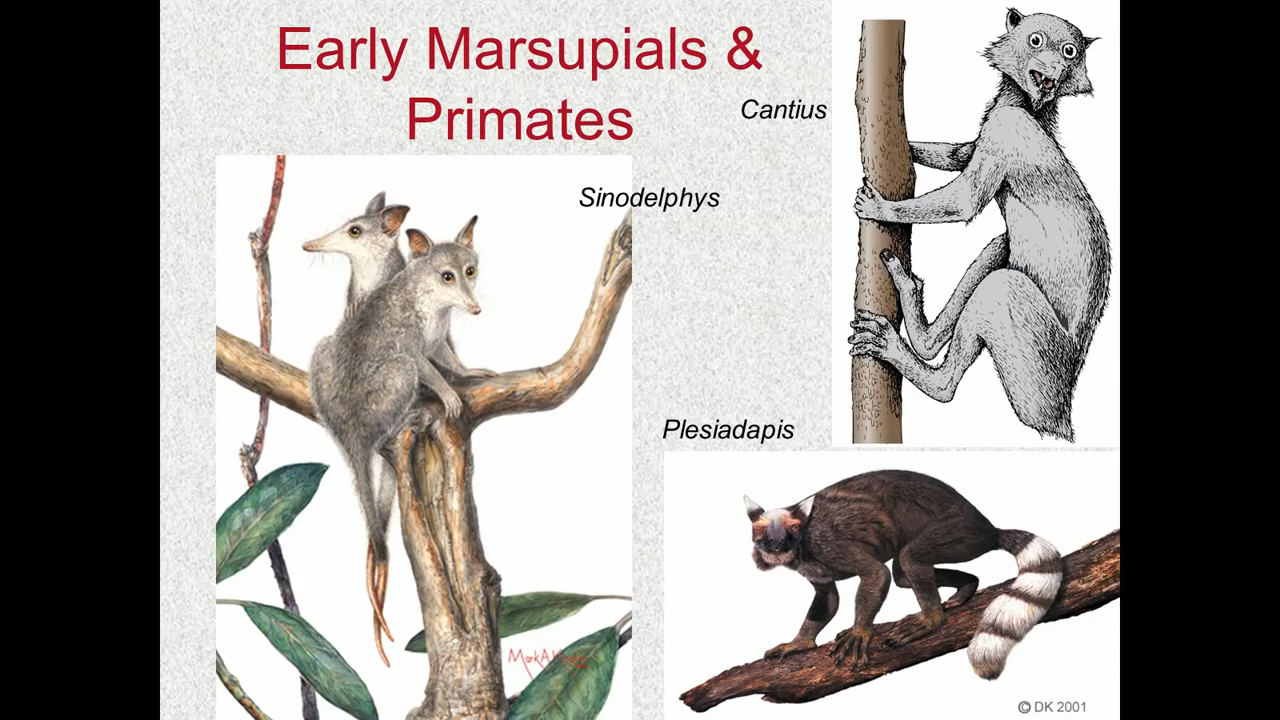 Early Marsupials &
Primates
Cantius
Sinodelphys
Plesiadapis
© DK 2001